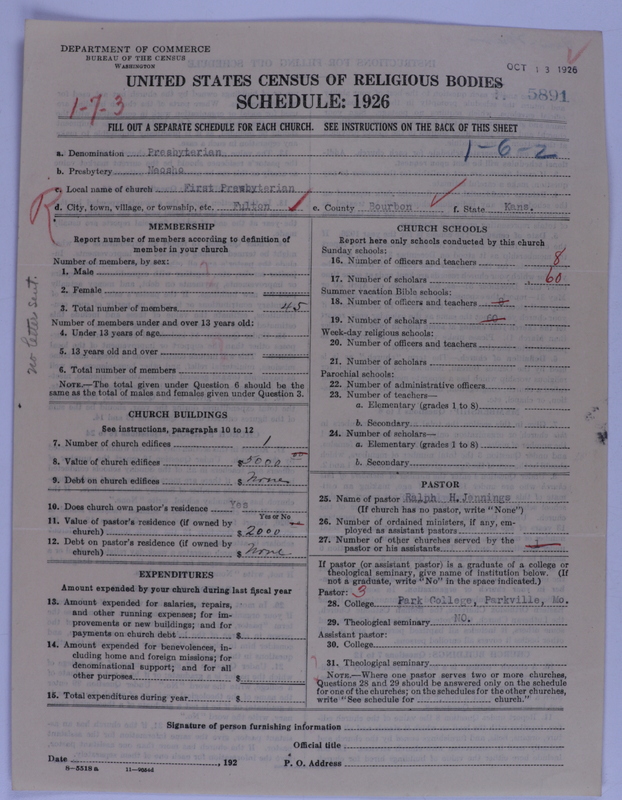 DEPARTMENT OF COMMERCE
BUREAU OF THE CENSUS
WASHINGTON
OCT 13 1926
UNITED STATES CENSUS OF RELIGIOUS BODIES
5891
SCHEDULE: 1926
1-7-3
FILL OUT A SEPARATE SCHEDULE FOR EACH CHURCH. SEE INSTRUCTIONS ON THE BACK OF THIS SHEET
a. Denomination Presbyterian
1-6-2
b. Presbytery Neosho
c. Local name of church First Presbyterian
R
d. City, town, village, or township, etc. Fulton e. County Bourbon f. State Kans.
MEMBERSHIP
Report number of members according to definition of
member in your church
Number of members, by sex:
1. Male
2. Female
3. Total number of members 45
Number of members under and over 13 years old:
4. Under 13 years of age
5. 13 years old and over
6. Total number of members
NOTE.—The total given under Question 6 should be the
same as the total of males and females given under Question 3.
no letter sent.
CHURCH BUILDINGS
See instructions, paragraphs 10 to 12
7. Number of church edifices 1
8. Value of church edifices $5000 00
9. Debt on church edifices $ None
10. Does church own pastor's residence Yes
Yes or No
11. Value of pastor's residence (if owned by
church) $ 2000
12. Debt on pastor's residence (if owned by
church) $ None
EXPENDITURES
Amount expended by your church during last fiscal year
13. Amount expended for salaries, repairs,
and other running expenses; for im-
provements or new buildings; and for
payments on church debt $
14. Amount expended for benevolences, in-
cluding home and foreign missions; for
denominational support; and for all
other purposes $
15. Total expenditures during year $
CHURCH SCHOOLS
Report here only schools conducted by this church
Sunday schools:
16. Number of officers and teachers 8
17. Number of scholars 60
Summer vacation Bible schools:
18. Number of officers and teachers 8
19. Number of scholars 60
Week-day religious schools:
20. Number of officers and teachers
21. Number of scholars
Parochial schools:
22. Number of administrative officers
23. Number of teachers—
a. Elementary (grades 1 to 8)
b. Secondary
24. Number of scholars—
a. Elementary (grades 1 to 8)
b. Secondary
PASTOR
25. Name of pastor Ralph H. Jennings
(If church has no pastor, write "None")
26. Number of ordained ministers, if any, em-
ployed as assistant pastors
27. Number of other churches served by the
pastor or his assistants 1
If pastor (or assistant pastor) is a graduate of a college or
theological seminary, give name of institution below. (If
not a graduate, write "No" in the space indicated.)
Pastor: 3
28. College Park College, Parkville, Mo.
29. Theological seminary NO.
Assistant pastor:
30. College
31. Theological seminary
NOTE.—Where one pastor serves two or more churches,
Questions 28 and 29 should be answered only on the schedule
for one of the churches; on the schedules for the other churches,
write "See schedule for church."
Signature of person furnishing information
Official title
Date , 192 P. O. Address
8-5518 a